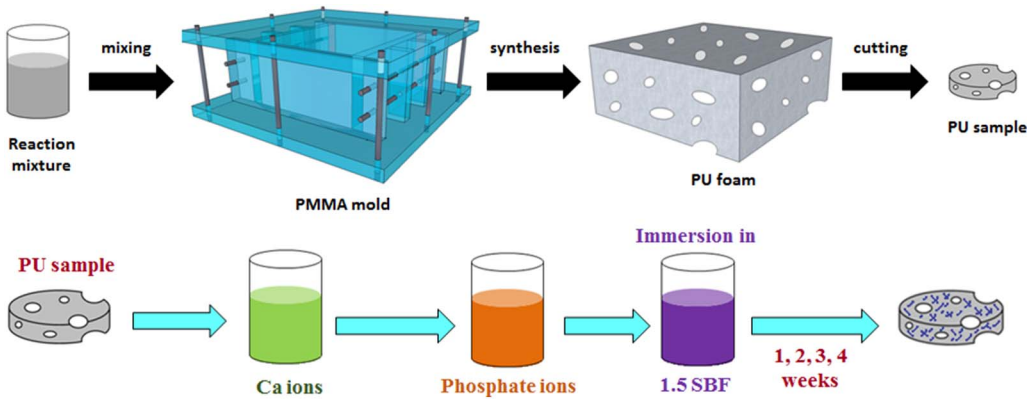 mixing
synthesis
cutting
Reaction
mixture
PMMA mold
PU foam
PU sample
PU sample
Immersion in
Ca ions
Phosphate ions
1.5 SBF
1, 2, 3, 4
weeks